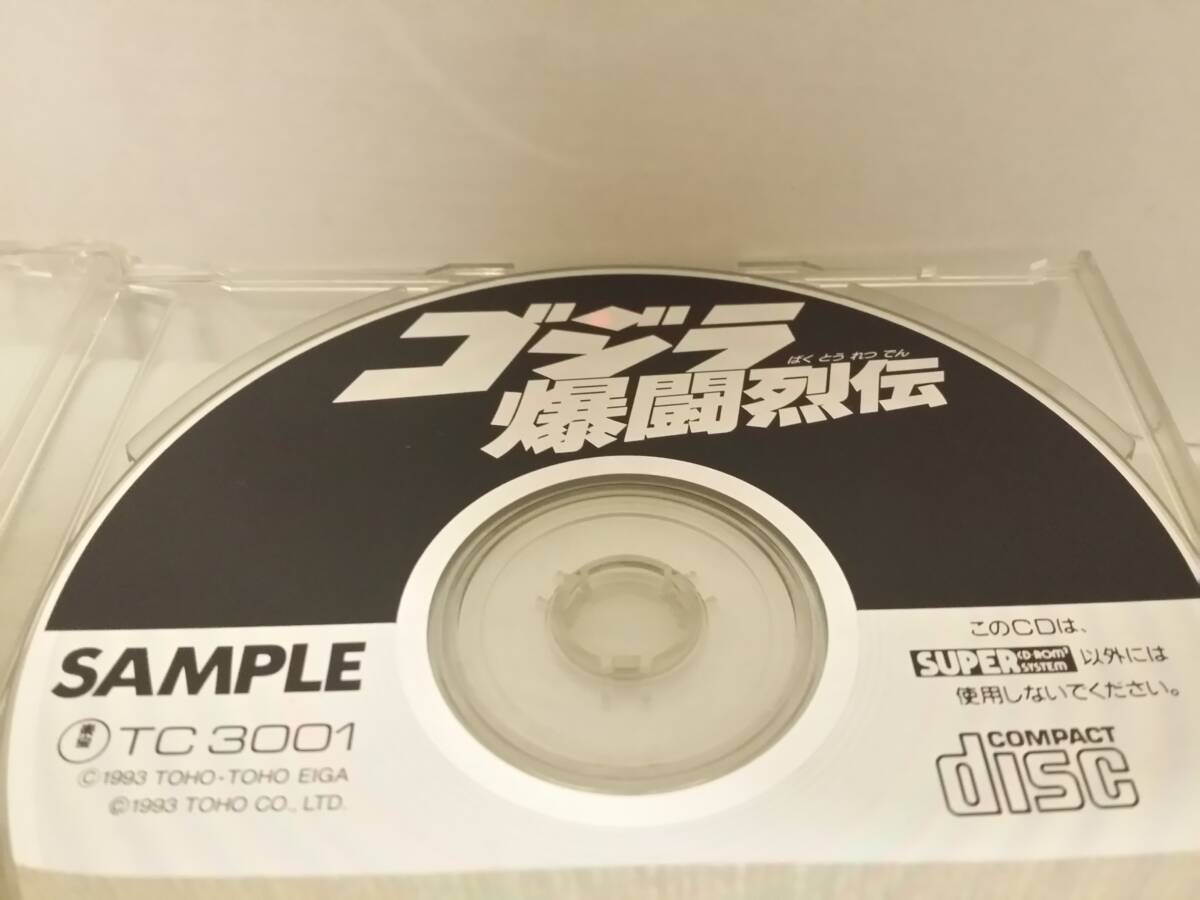 ゴジラ
ばくとうれつでん
爆闘烈伝
SAMPLE
東宝 TC 3001
©1993 TOHO-TOHO EIGA
©1993 TOHO CO., LTD.
このCDは、
SUPER CD-ROM² SYSTEM 以外には
使用しないでください。
COMPACT
disc